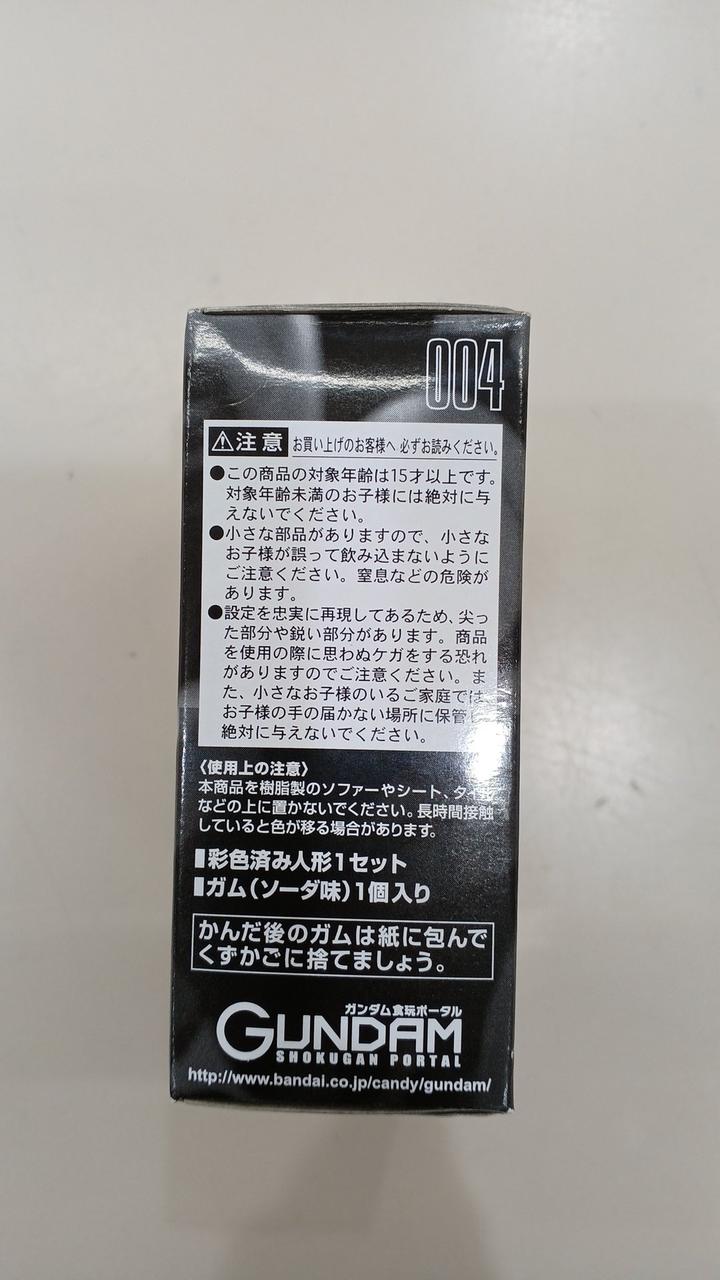 004
注意 お買い上げのお客様へ 必ずお読みください。
●この商品の対象年齢は15才以上です。
対象年齢未満のお子様には絶対に与
えないでください。
●小さな部品がありますので、小さな
お子様が誤って飲み込まないように
ご注意ください。窒息などの危険が
あります。
●設定を忠実に再現してあるため、尖っ
た部分や鋭い部分があります。商品
を使用の際に思わぬケガをする恐れ
がありますのでご注意ください。ま
た、小さなお子様のいるご家庭では
お子様の手の届かない場所に保管し
絶対に与えないでください。
〈使用上の注意〉
本商品を樹脂製のソファーやシート、タイル
などの上に置かないでください。長時間接触
していると色が移る場合があります。
▌彩色済み人形1セット
▌ガム(ソーダ味)1個入り
かんだ後のガムは紙に包んで
くずかごに捨てましょう。
ガンダム食玩ポータル
GUNDAM
SHOKUGAN PORTAL
http://www.bandai.co.jp/candy/gundam/